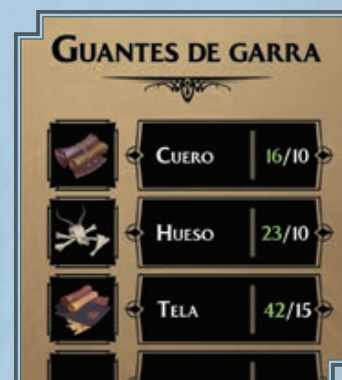 Guantes de garra
Cuero 16/10
Hueso 23/10
Tela 42/15